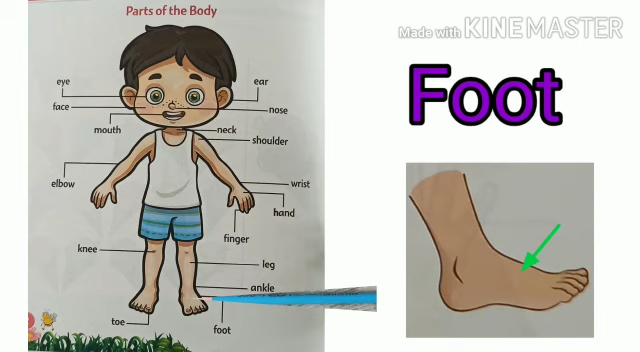 Parts of the Body
Made with KINEMASTER
Foot
eye
ear
face
nose
mouth
neck
shoulder
elbow
wrist
hand
finger
knee
leg
ankle
toe
foot